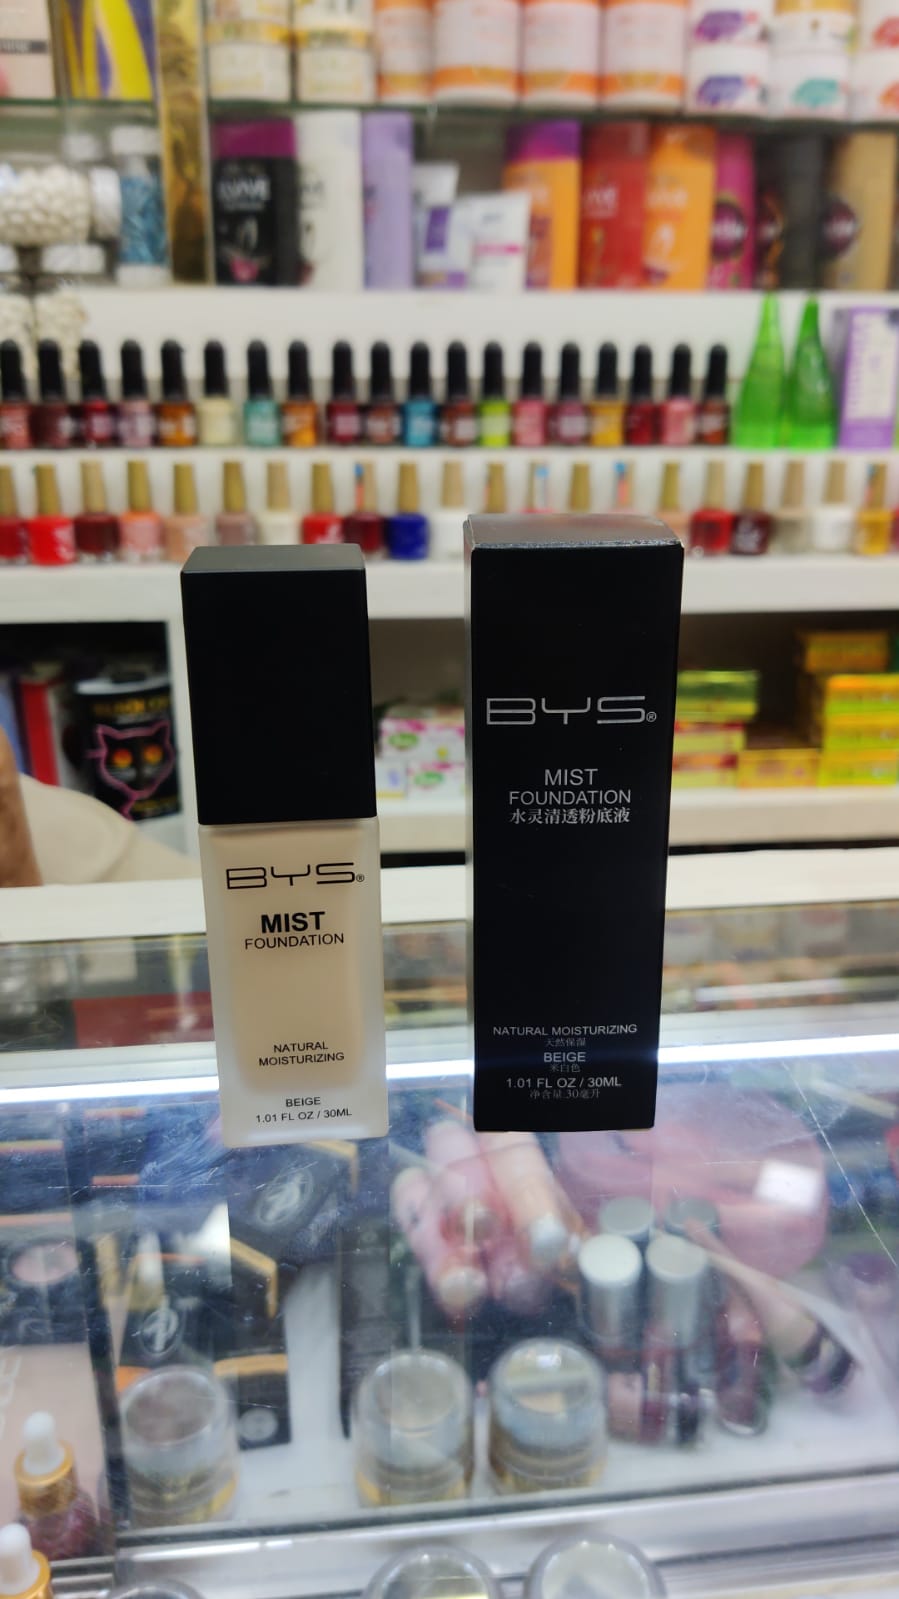 BYS®
MIST
FOUNDATION
NATURAL
MOISTURIZING
BEIGE
1.01 FL OZ / 30ML
BYS®
MIST
FOUNDATION
水灵清透粉底液
NATURAL MOISTURIZING
天然保湿
BEIGE
米白色
1.01 FL OZ / 30ML
净含量:30毫升